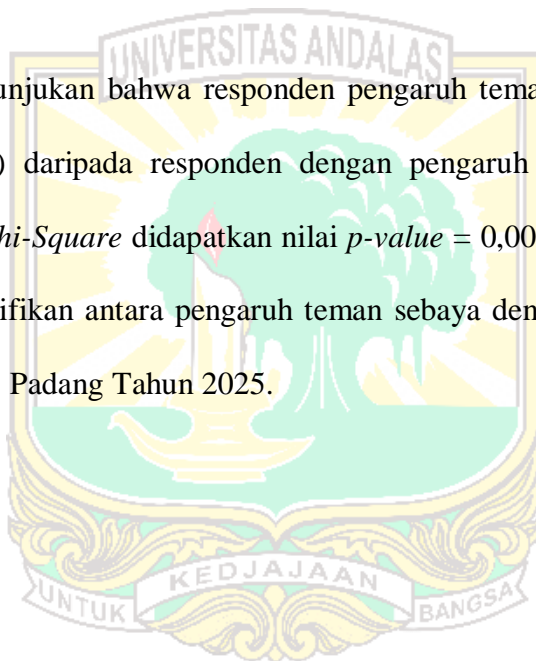 UNIVERSITAS ANDALAS
unjukan bahwa responden pengaruh tema
) daripada responden dengan pengaruh
hi-Square didapatkan nilai p-value = 0,00
ifikan antara pengaruh teman sebaya den
Padang Tahun 2025.
KEDJAJAAN
UNTUK BANGSA